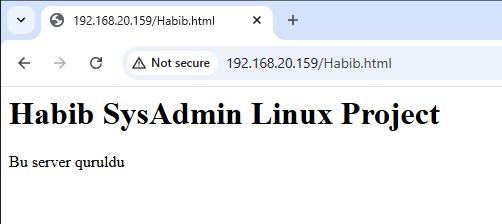 192.168.20.159/Habib.html
Not secure
192.168.20.159/Habib.html
Habib SysAdmin Linux Project
Bu server quruldu